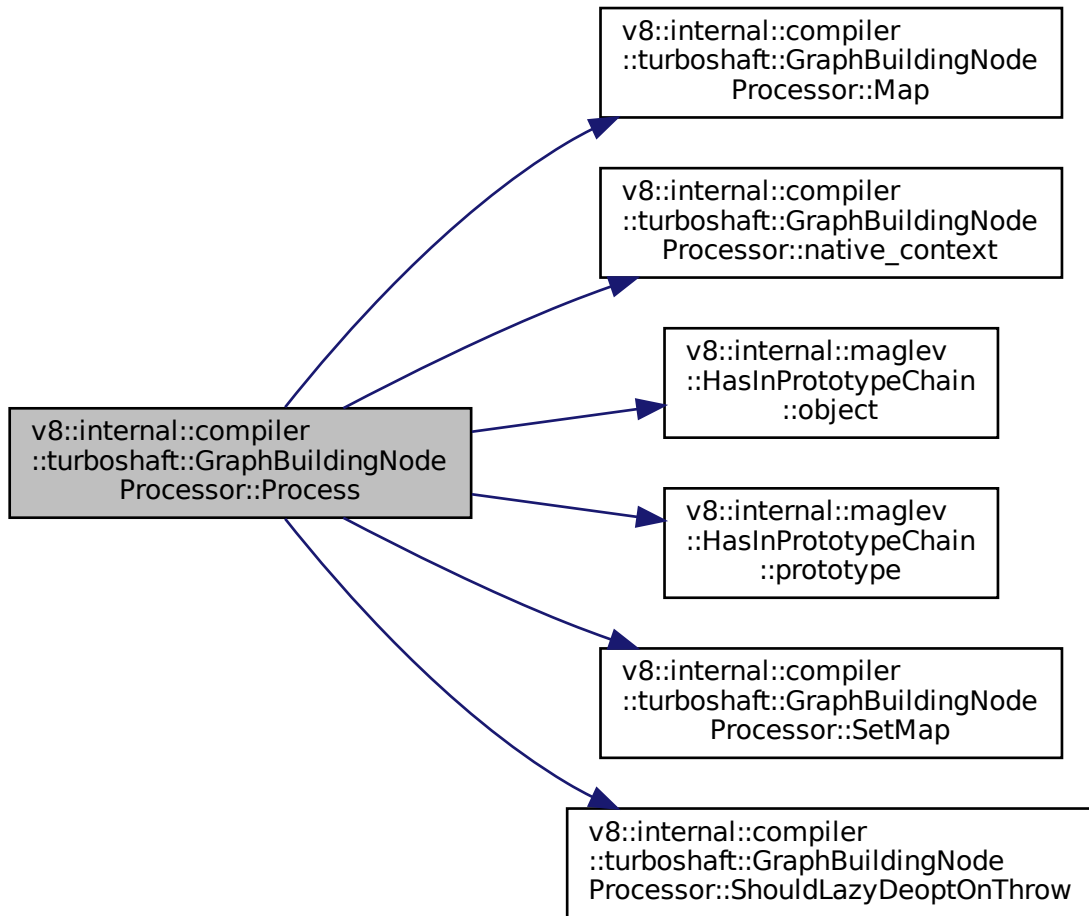 v8::internal::compiler
::turboshaft::GraphBuildingNode
Processor::Map
v8::internal::compiler
::turboshaft::GraphBuildingNode
Processor::native_context
v8::internal::maglev
::HasInPrototypeChain
::object
v8::internal::compiler
::turboshaft::GraphBuildingNode
Processor::Process
v8::internal::maglev
::HasInPrototypeChain
::prototype
v8::internal::compiler
::turboshaft::GraphBuildingNode
Processor::SetMap
v8::internal::compiler
::turboshaft::GraphBuildingNode
Processor::ShouldLazyDeoptOnThrow